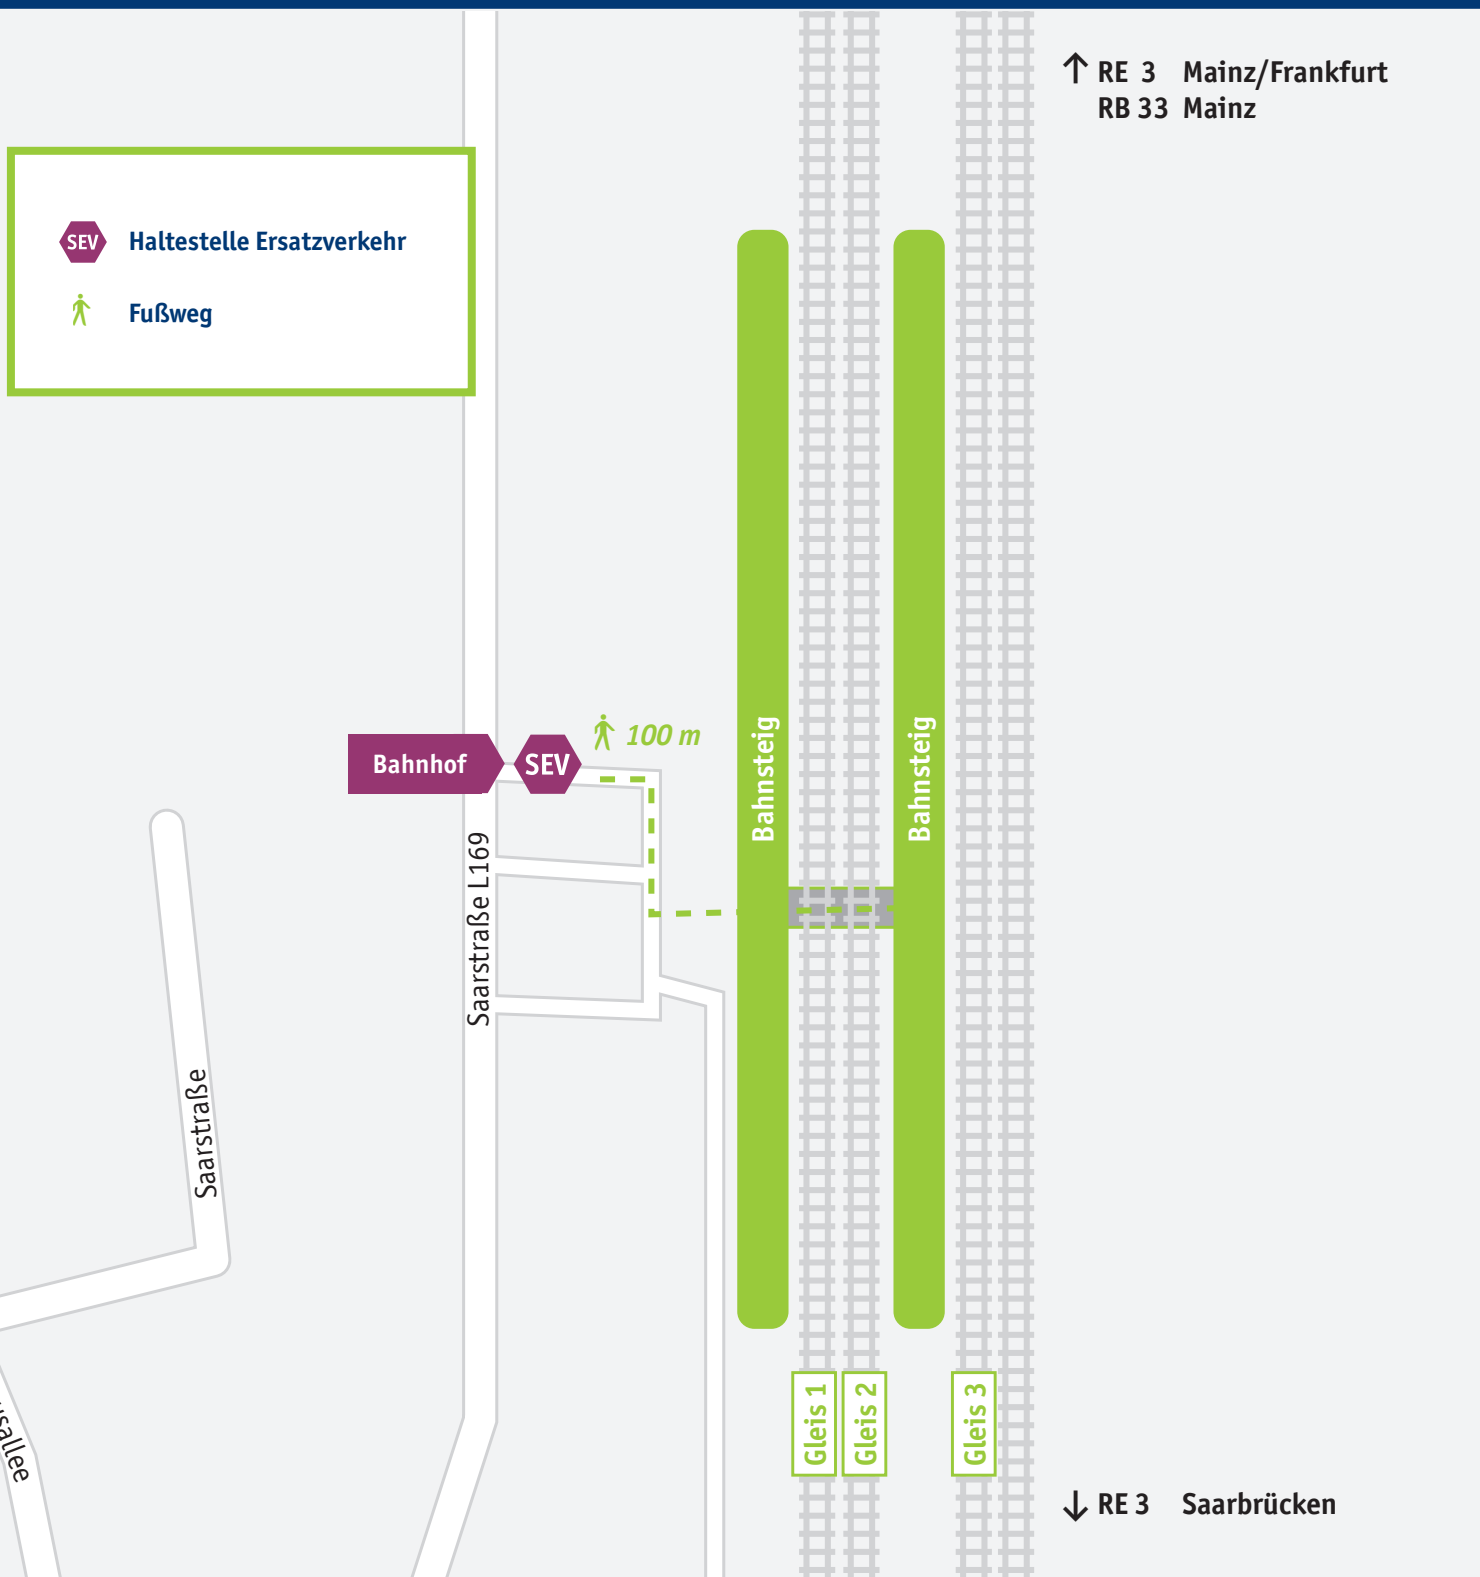 ↑ RE 3 Mainz/Frankfurt
RB 33 Mainz
SEV Haltestelle Ersatzverkehr
Fußweg
100 m
Bahnhof
SEV
Bahnsteig
Bahnsteig
Saarstraße L169
Saarstraße
Gleis 1
Gleis 2
Gleis 3
↓ RE 3 Saarbrücken